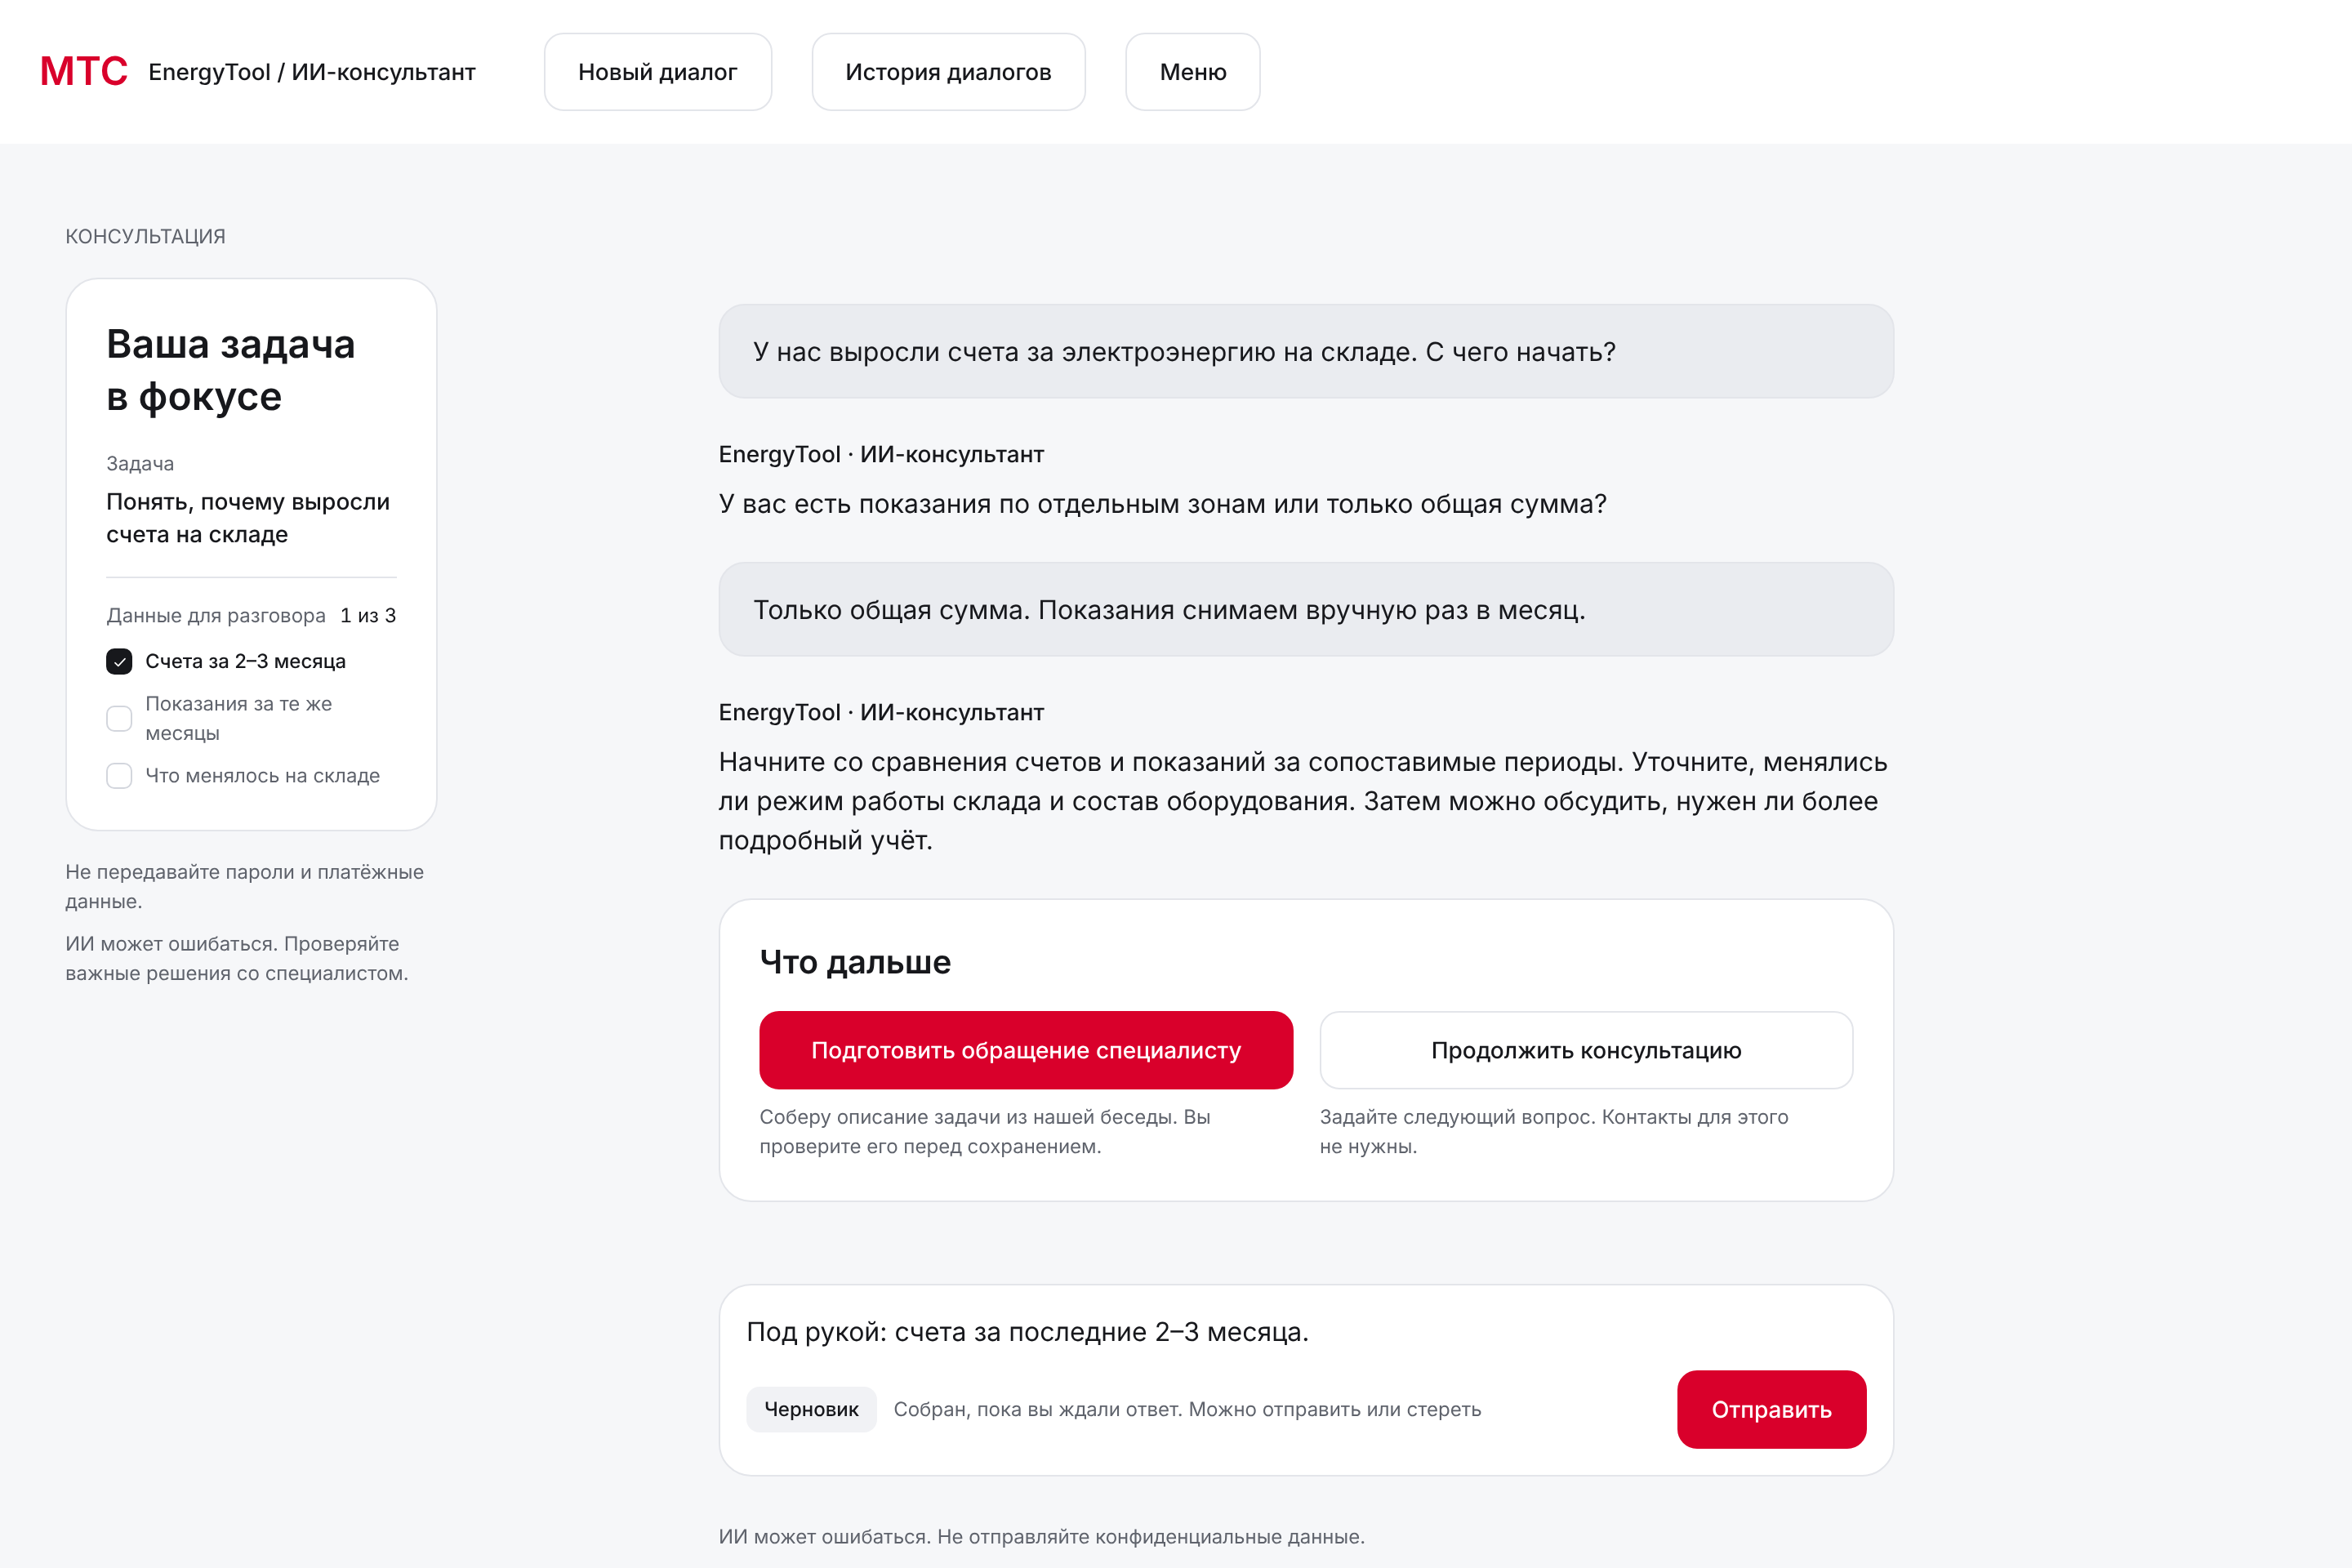 МТС EnergyTool / ИИ-консультант Новый диалог История диалогов Меню
КОНСУЛЬТАЦИЯ
Ваша задача
в фокусе
Задача
Понять, почему выросли
счета на складе
Данные для разговора 1 из 3
Счета за 2–3 месяца
Показания за те же
месяцы
Что менялось на складе
Не передавайте пароли и платёжные
данные.
ИИ может ошибаться. Проверяйте
важные решения со специалистом.
У нас выросли счета за электроэнергию на складе. С чего начать?
EnergyTool · ИИ-консультант
У вас есть показания по отдельным зонам или только общая сумма?
Только общая сумма. Показания снимаем вручную раз в месяц.
EnergyTool · ИИ-консультант
Начните со сравнения счетов и показаний за сопоставимые периоды. Уточните, менялись
ли режим работы склада и состав оборудования. Затем можно обсудить, нужен ли более
подробный учёт.
Что дальше
Подготовить обращение специалисту
Соберу описание задачи из нашей беседы. Вы
проверите его перед сохранением.
Продолжить консультацию
Задайте следующий вопрос. Контакты для этого
не нужны.
Под рукой: счета за последние 2–3 месяца.
Черновик Собран, пока вы ждали ответ. Можно отправить или стереть Отправить
ИИ может ошибаться. Не отправляйте конфиденциальные данные.